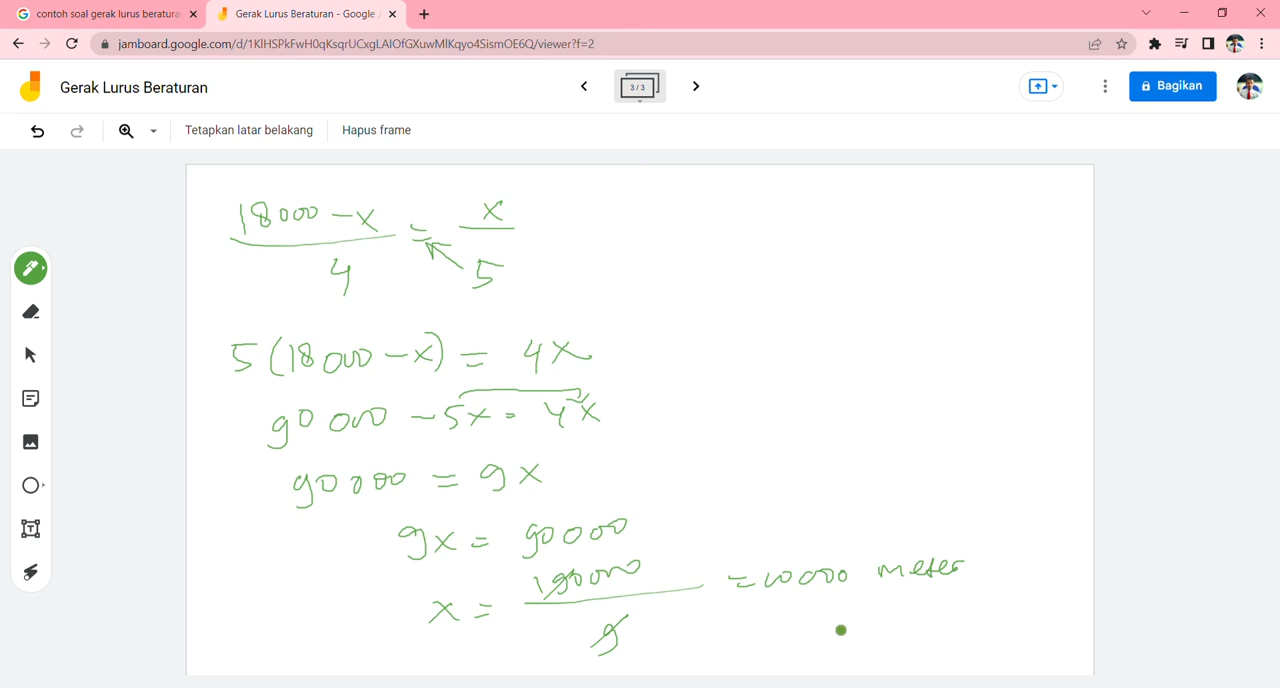 contoh soal gerak lurus beratura
Gerak Lurus Beraturan - Google
jamboard.google.com/d/1KlHSPkFwH0qKsqrUCxgLAIOfGXuwMlKqyo4SismOE6Q/viewer?f=2
Gerak Lurus Beraturan
3 / 3
Bagikan
Tetapkan latar belakang
Hapus frame
18000 - x / 4 = x / 5
5 (18000 - x) = 4x
90000 - 5x = 4x
90000 = 9x
9x = 90000
x = 190000 / 9 = 10000 meter